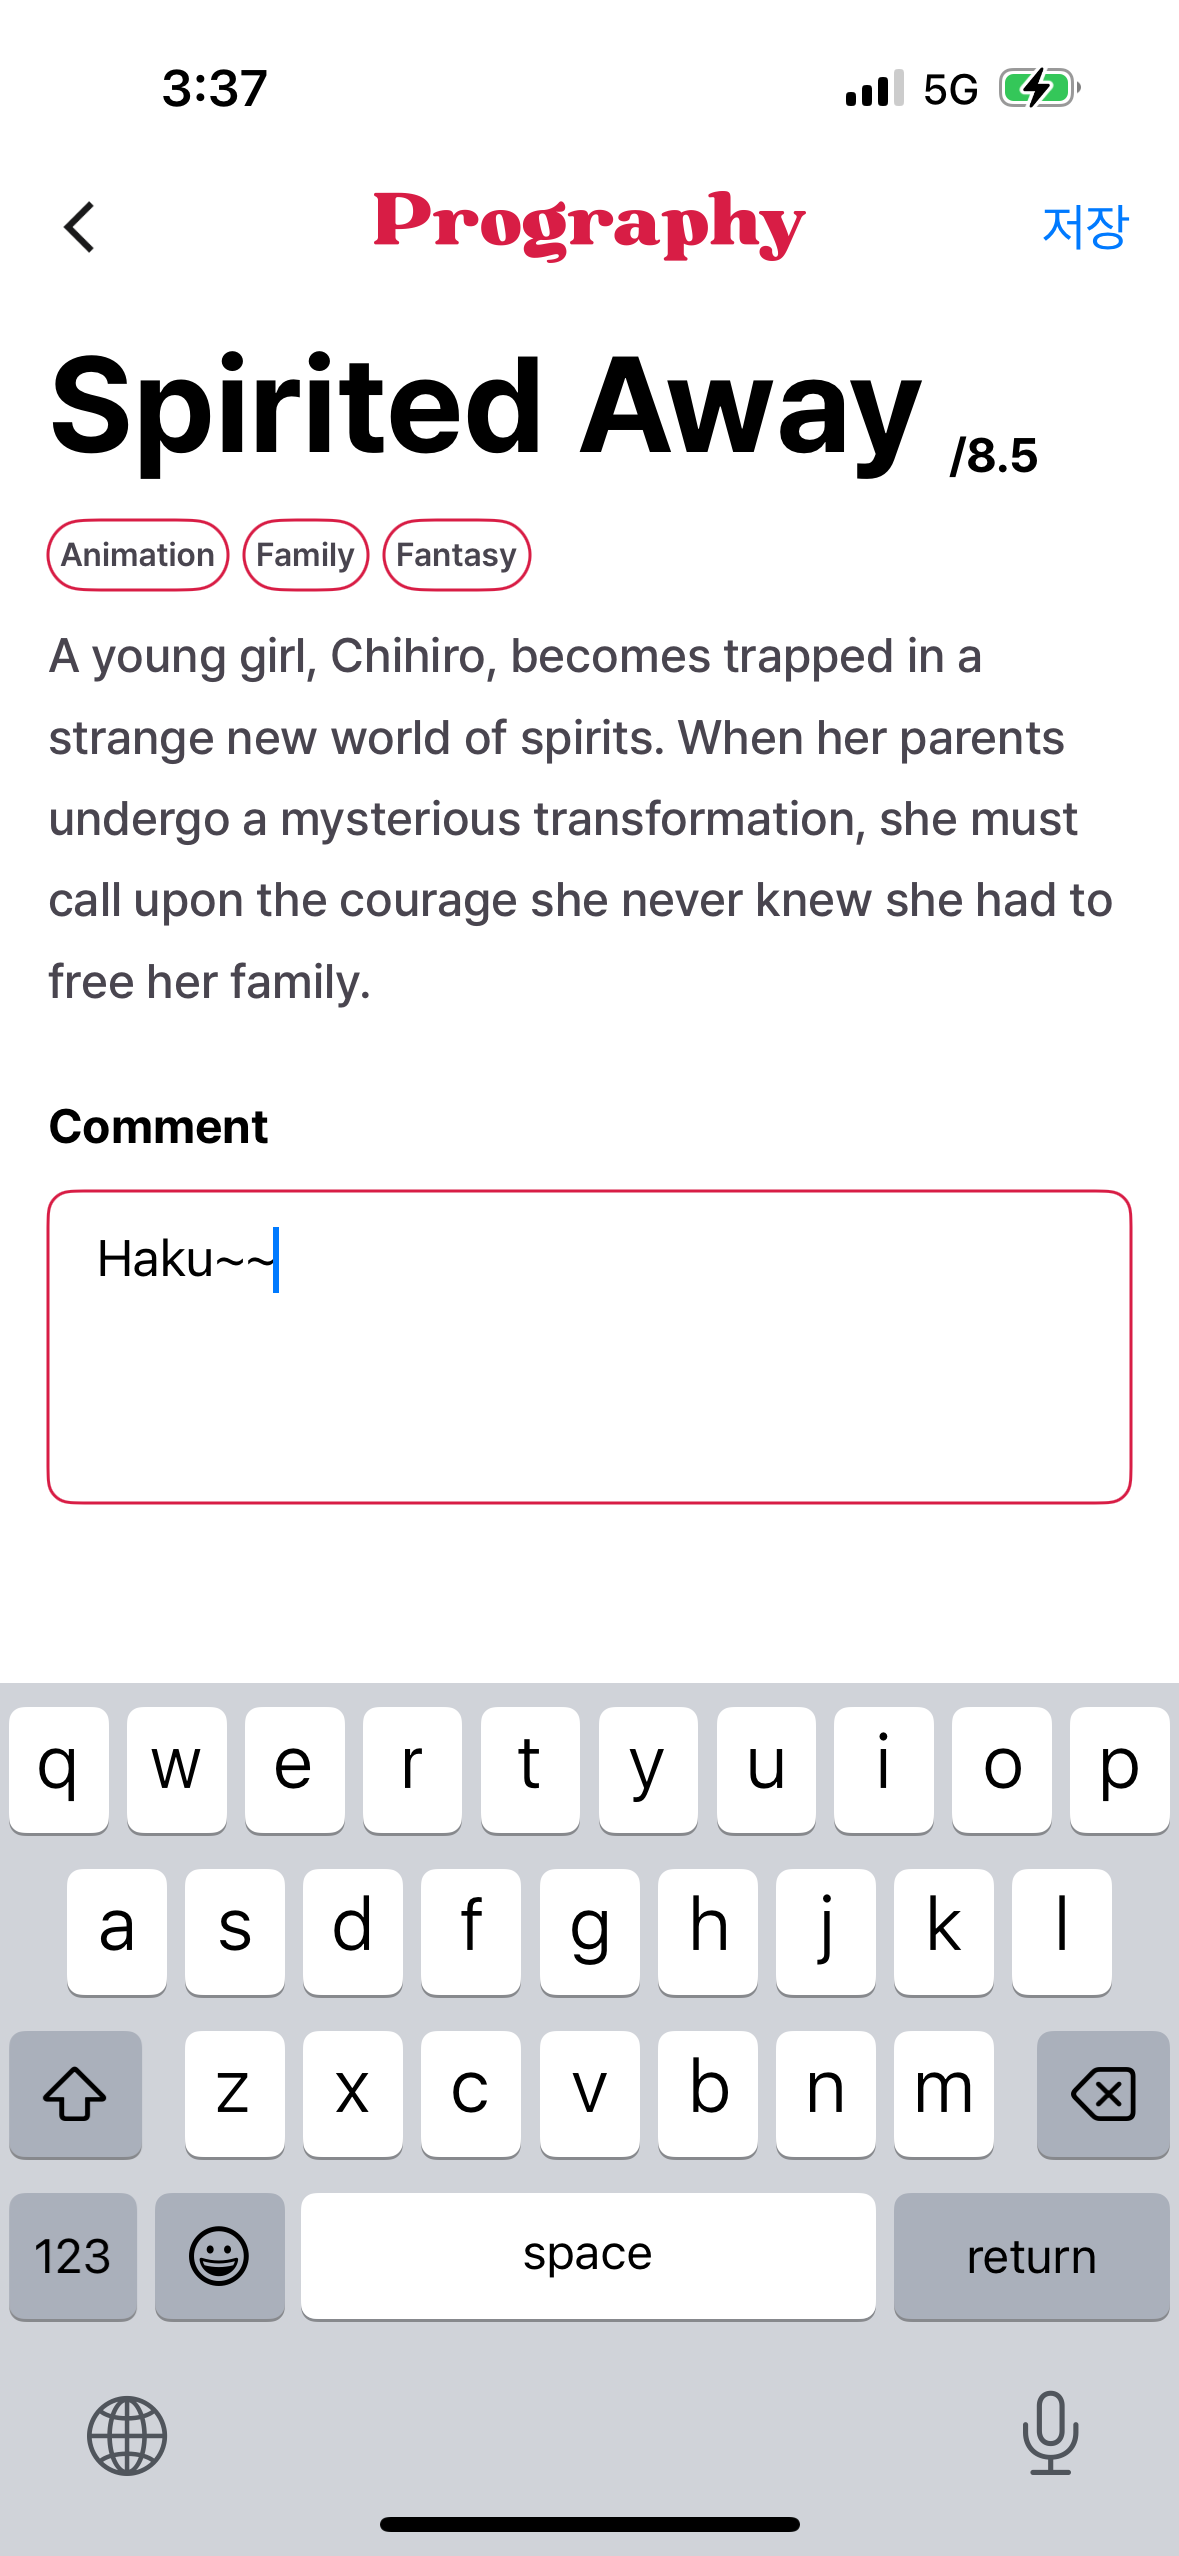 3:37 5G
Prography 저장
Spirited Away /8.5
Animation Family Fantasy
A young girl, Chihiro, becomes trapped in a
strange new world of spirits. When her parents
undergo a mysterious transformation, she must
call upon the courage she never knew she had to
free her family.
Comment
Haku~~
q w e r t y u i o p
a s d f g h j k l
z x c v b n m
123 space return